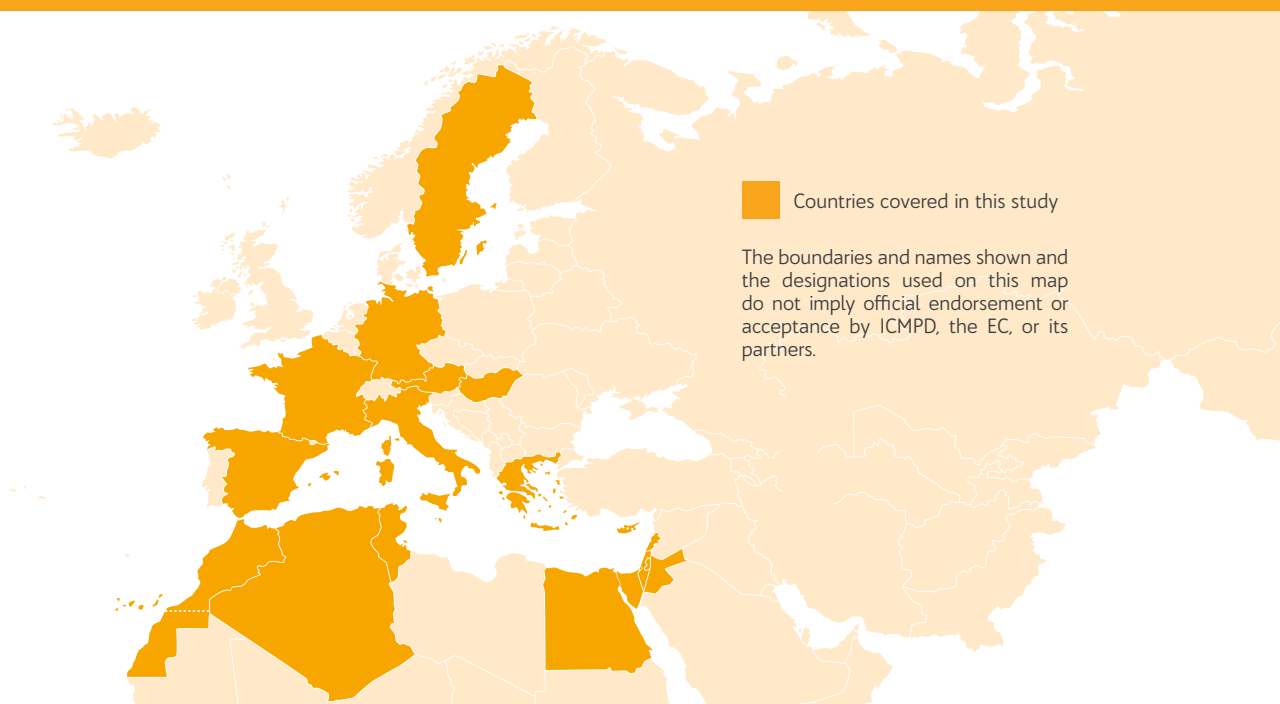 Countries covered in this study
The boundaries and names shown and
the designations used on this map
do not imply official endorsement or
acceptance by ICMPD, the EC, or its
partners.